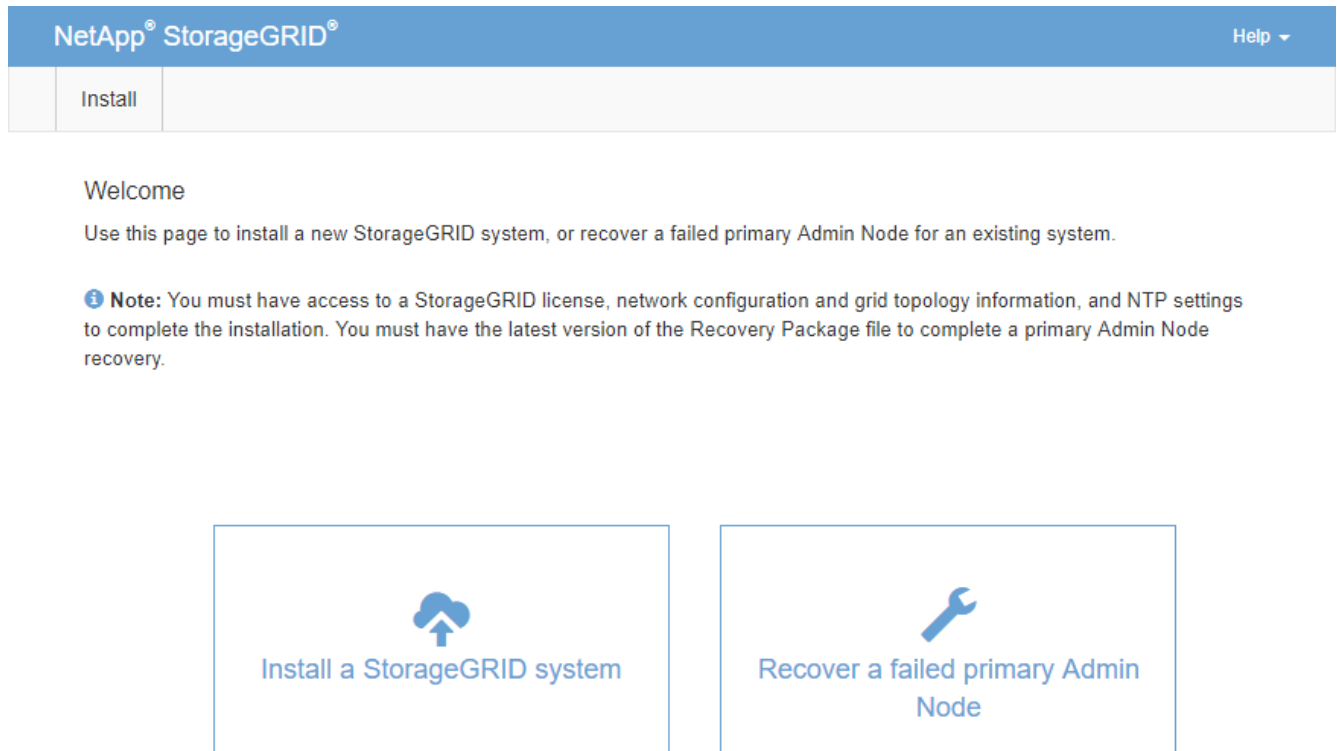 NetApp® StorageGRID®
Help
Install
Welcome
Use this page to install a new StorageGRID system, or recover a failed primary Admin Node for an existing system.
Note: You must have access to a StorageGRID license, network configuration and grid topology information, and NTP settings
to complete the installation. You must have the latest version of the Recovery Package file to complete a primary Admin Node
recovery.
Install a StorageGRID system
Recover a failed primary Admin
Node